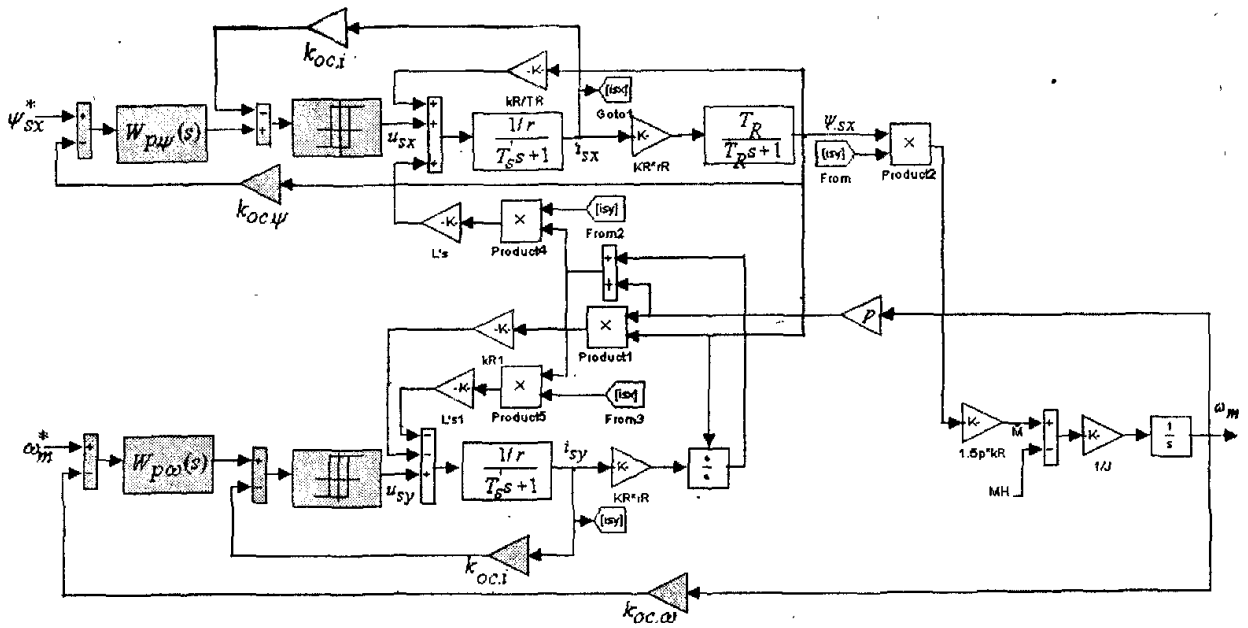 k_oc.i
-K-
kR/TR
[isx]
Goto1
ψ*_sx
W_pψ(s)
u_sx
1/r
T's s+1
i_sx
K-
KR*rR
T_R
T_R s+1
ψ_sx
[isy]
From
×
Product2
k_ocψ
-K-
L's
×
Product4
[isy]
From2
-K-
kR1
×
Product1
p
-K-
L's1
×
Product5
[isx]
From3
ω*_m
W_pω(s)
u_sy
1/r
T's s+1
i_sy
K-
KR*rR
[isy]
K-
1.5p*kR
M
MH
K-
1/J
1
s
ω_m
k_oc.i
k_oc.ω